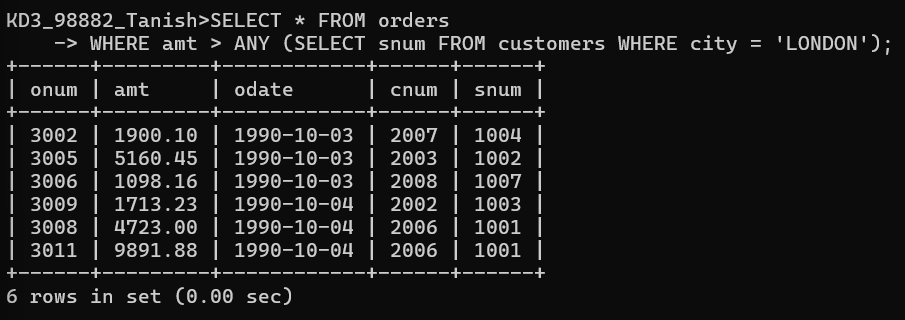 KD3_98882_Tanish>SELECT * FROM orders
    -> WHERE amt > ANY (SELECT snum FROM customers WHERE city = 'LONDON');
+------+---------+------------+------+------+
| onum | amt     | odate      | cnum | snum |
+------+---------+------------+------+------+
| 3002 | 1900.10 | 1990-10-03 | 2007 | 1004 |
| 3005 | 5160.45 | 1990-10-03 | 2003 | 1002 |
| 3006 | 1098.16 | 1990-10-03 | 2008 | 1007 |
| 3009 | 1713.23 | 1990-10-04 | 2002 | 1003 |
| 3008 | 4723.00 | 1990-10-04 | 2006 | 1001 |
| 3011 | 9891.88 | 1990-10-04 | 2006 | 1001 |
+------+---------+------------+------+------+
6 rows in set (0.00 sec)